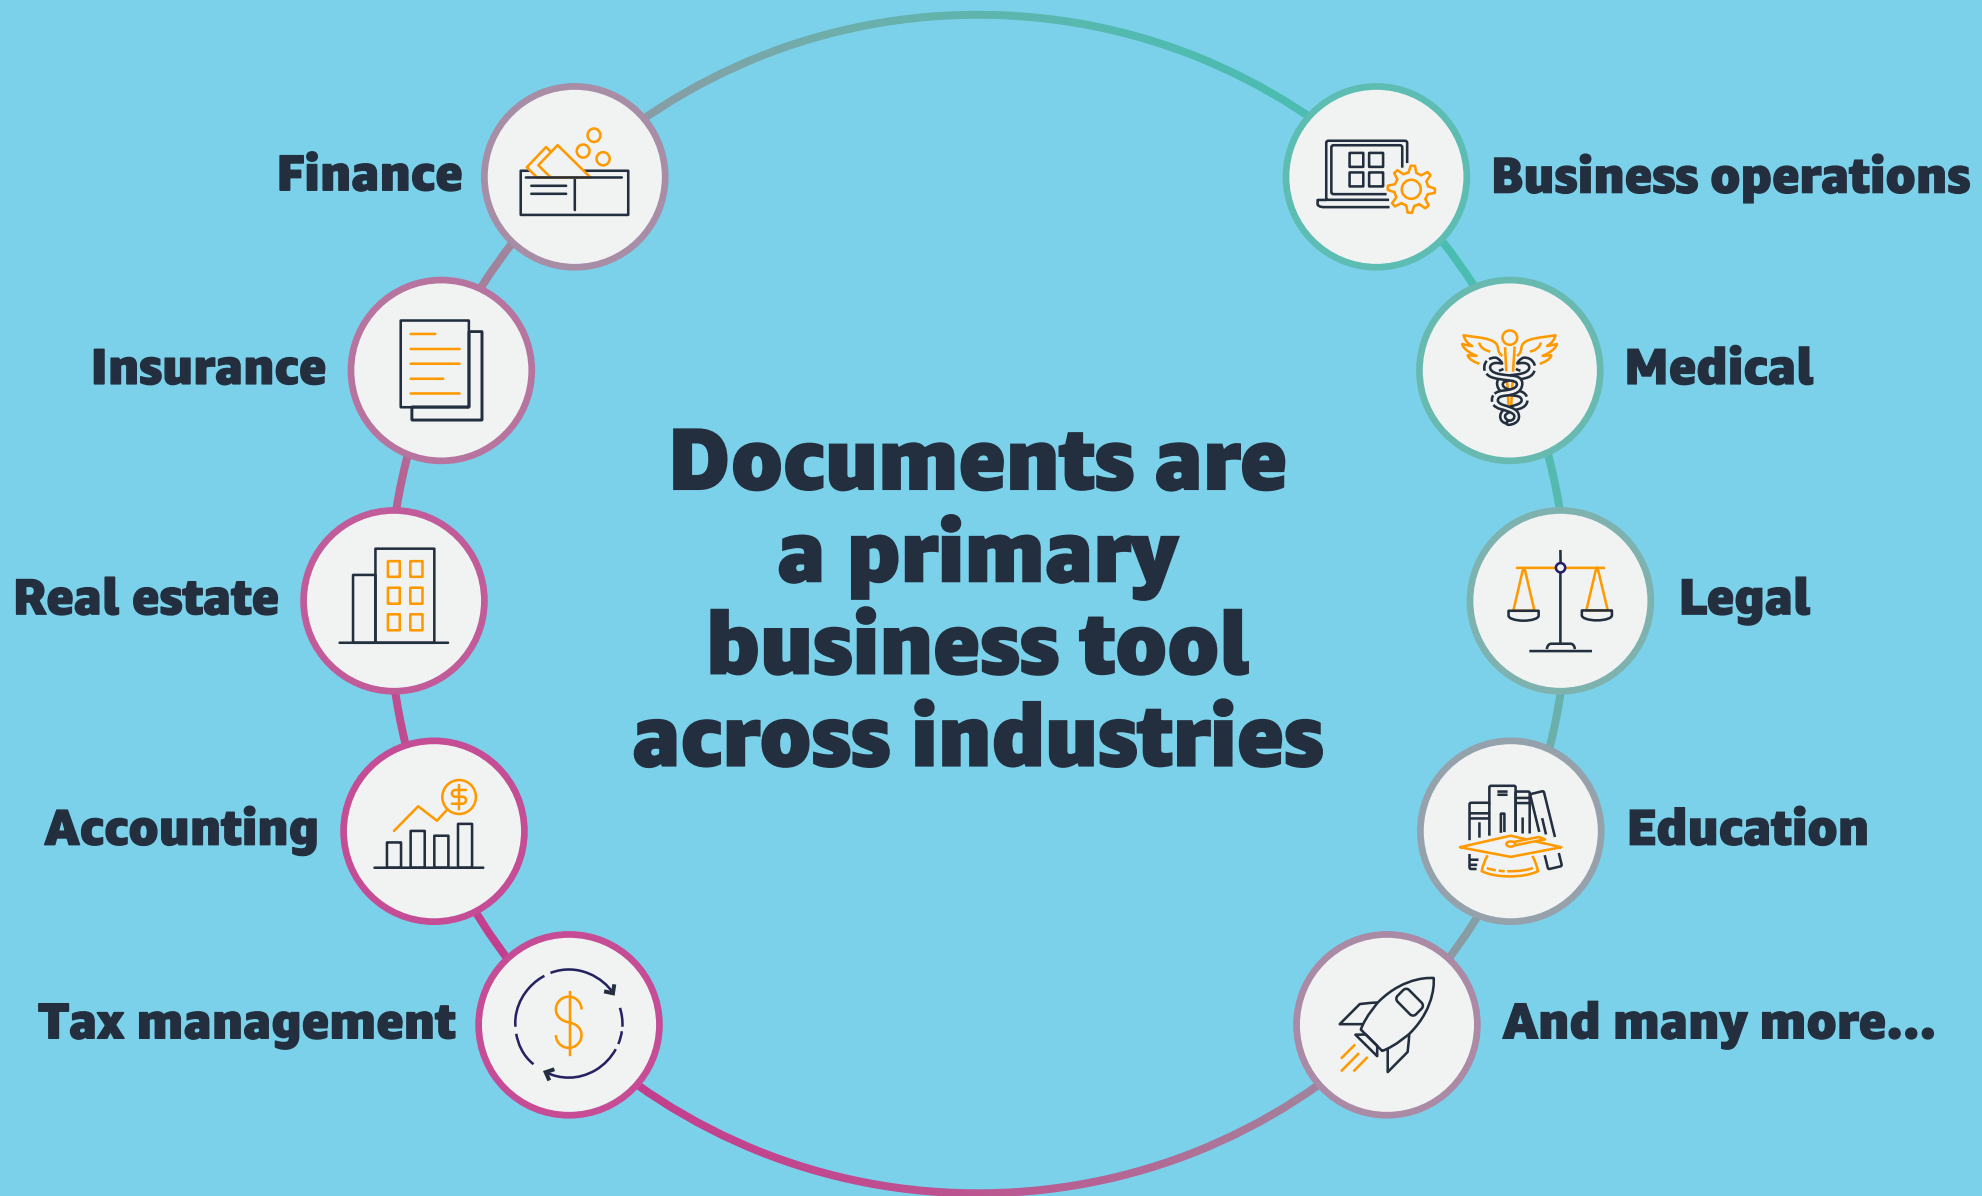 Finance
Business operations
Insurance
Medical
Documents are
a primary
business tool
across industries
Real estate
Legal
Accounting
Education
Tax management
And many more...